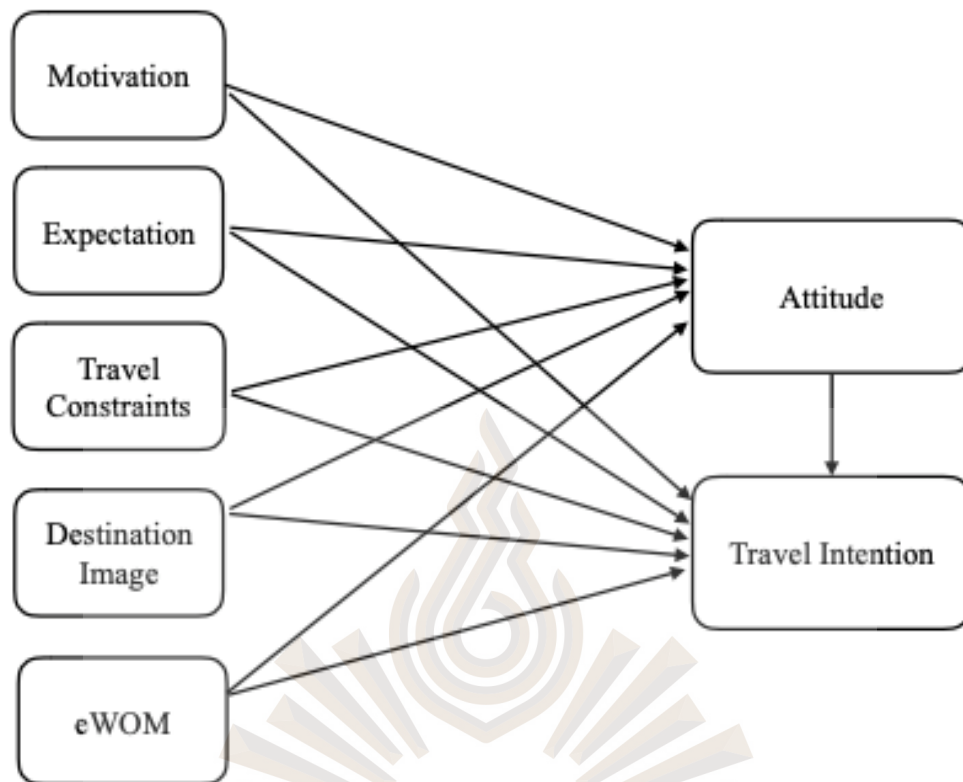 Motivation
Expectation
Travel
Constraints
Destination
Image
eWOM
Attitude
Travel Intention